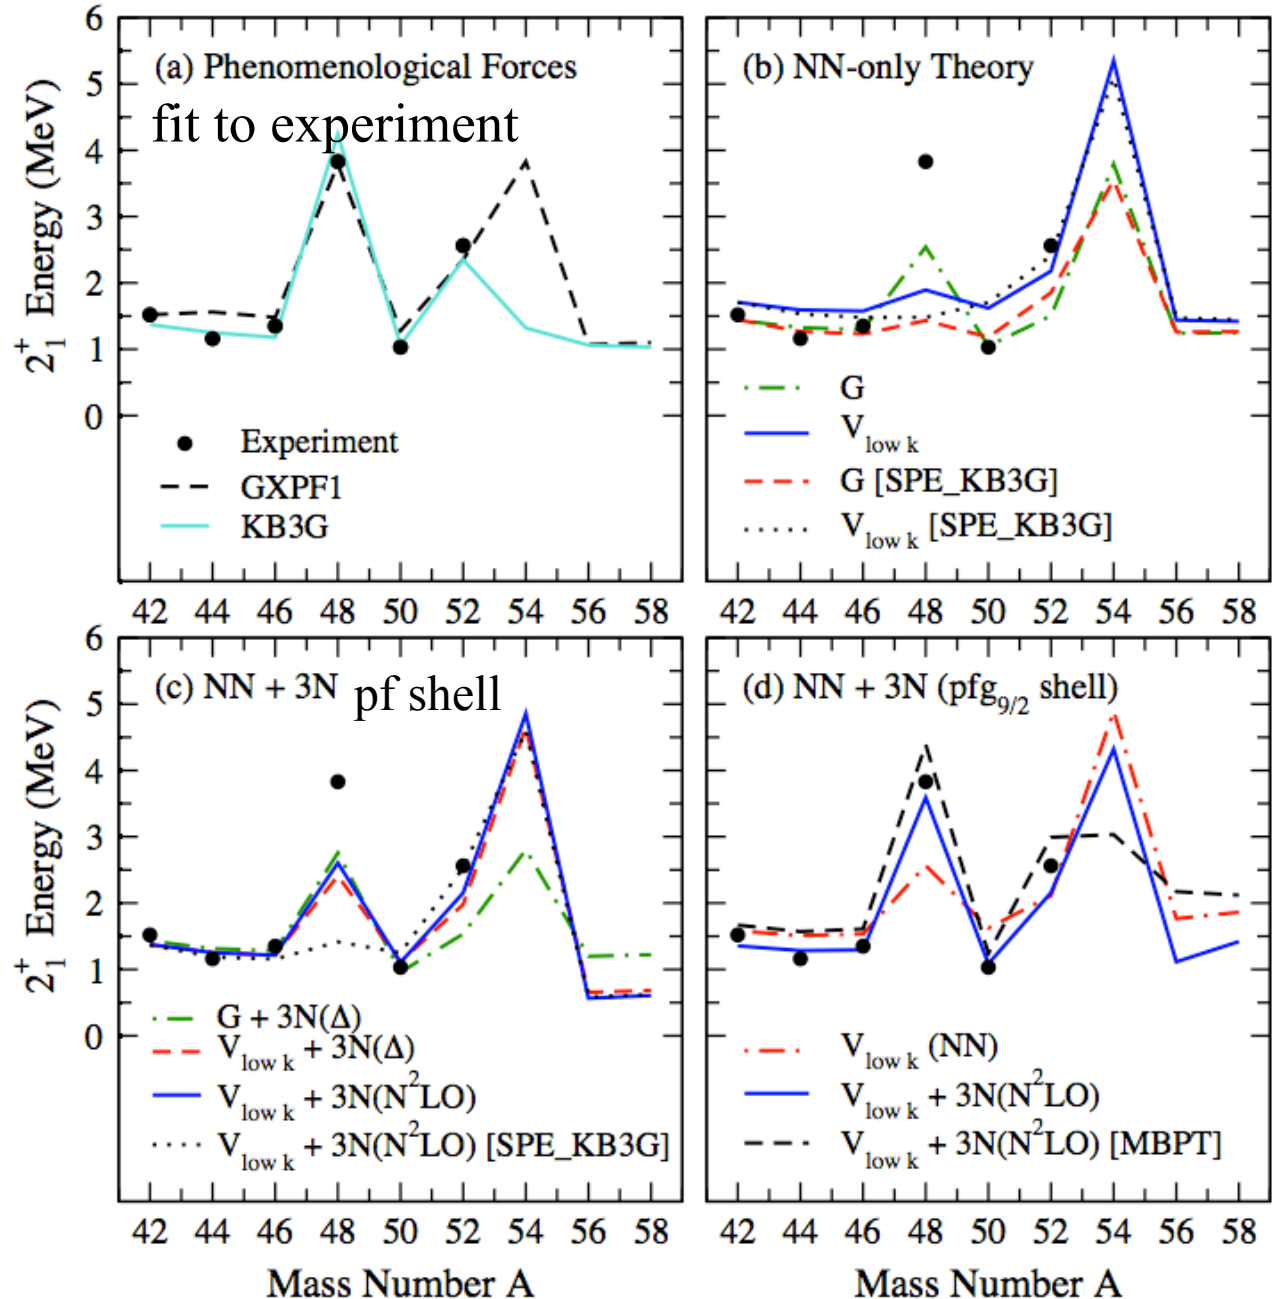 6
5
4
3
2
1
0
2₁⁺ Energy (MeV)
(a) Phenomenological Forces
fit to experiment
Experiment
GXPF1
KB3G
42 44 46 48 50 52 54 56 58
(b) NN-only Theory
G
V_low k
G [SPE_KB3G]
V_low k [SPE_KB3G]
42 44 46 48 50 52 54 56 58
6
5
4
3
2
1
0
2₁⁺ Energy (MeV)
(c) NN + 3N pf shell
G + 3N(Δ)
V_low k + 3N(Δ)
V_low k + 3N(N²LO)
V_low k + 3N(N²LO) [SPE_KB3G]
42 44 46 48 50 52 54 56 58
Mass Number A
(d) NN + 3N (pfg_9/2 shell)
V_low k (NN)
V_low k + 3N(N²LO)
V_low k + 3N(N²LO) [MBPT]
42 44 46 48 50 52 54 56 58
Mass Number A